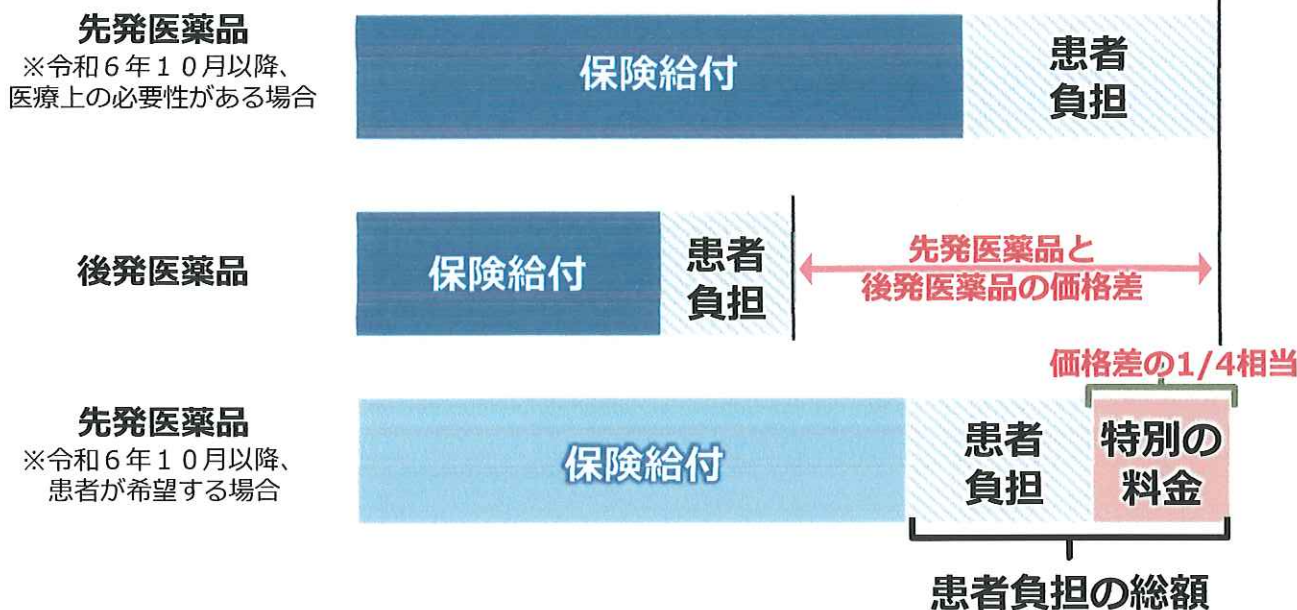 先発医薬品
※令和６年１０月以降、
医療上の必要性がある場合
保険給付
患者
負担
後発医薬品
保険給付
患者
負担
先発医薬品と
後発医薬品の価格差
価格差の1/4相当
先発医薬品
※令和６年１０月以降、
患者が希望する場合
保険給付
患者
負担
特別の
料金
患者負担の総額